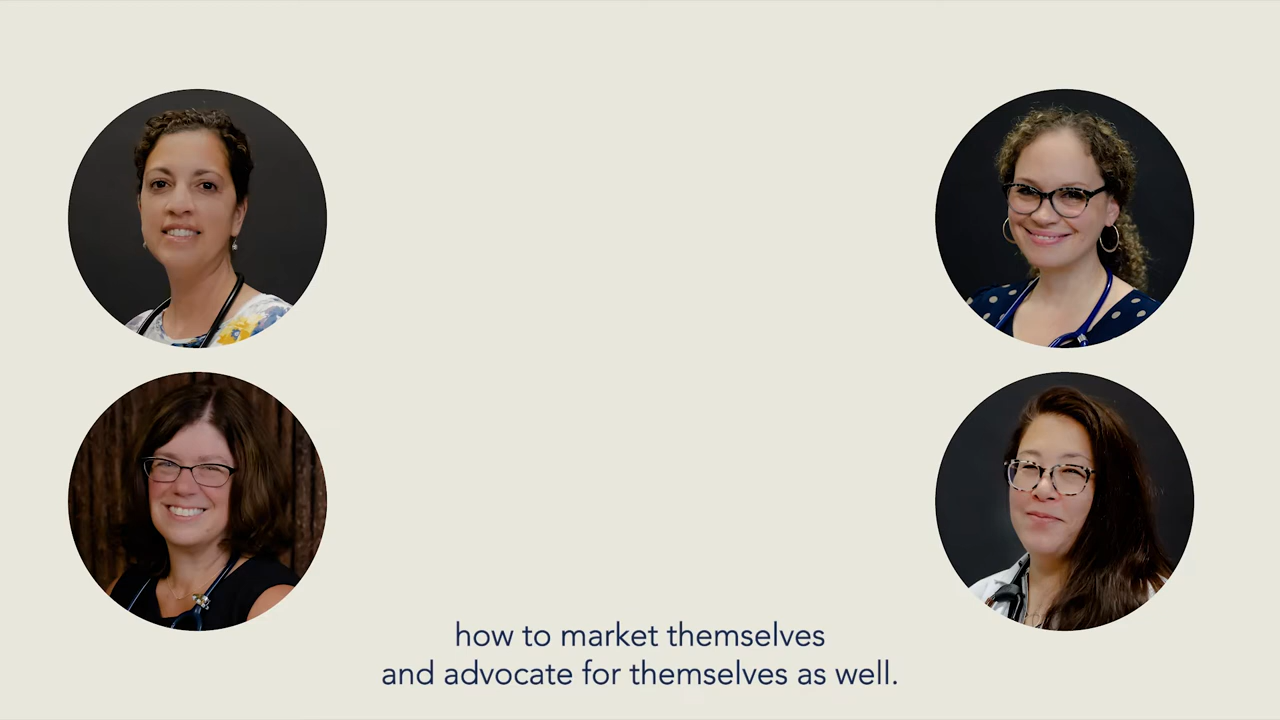 how to market themselves
and advocate for themselves as well.